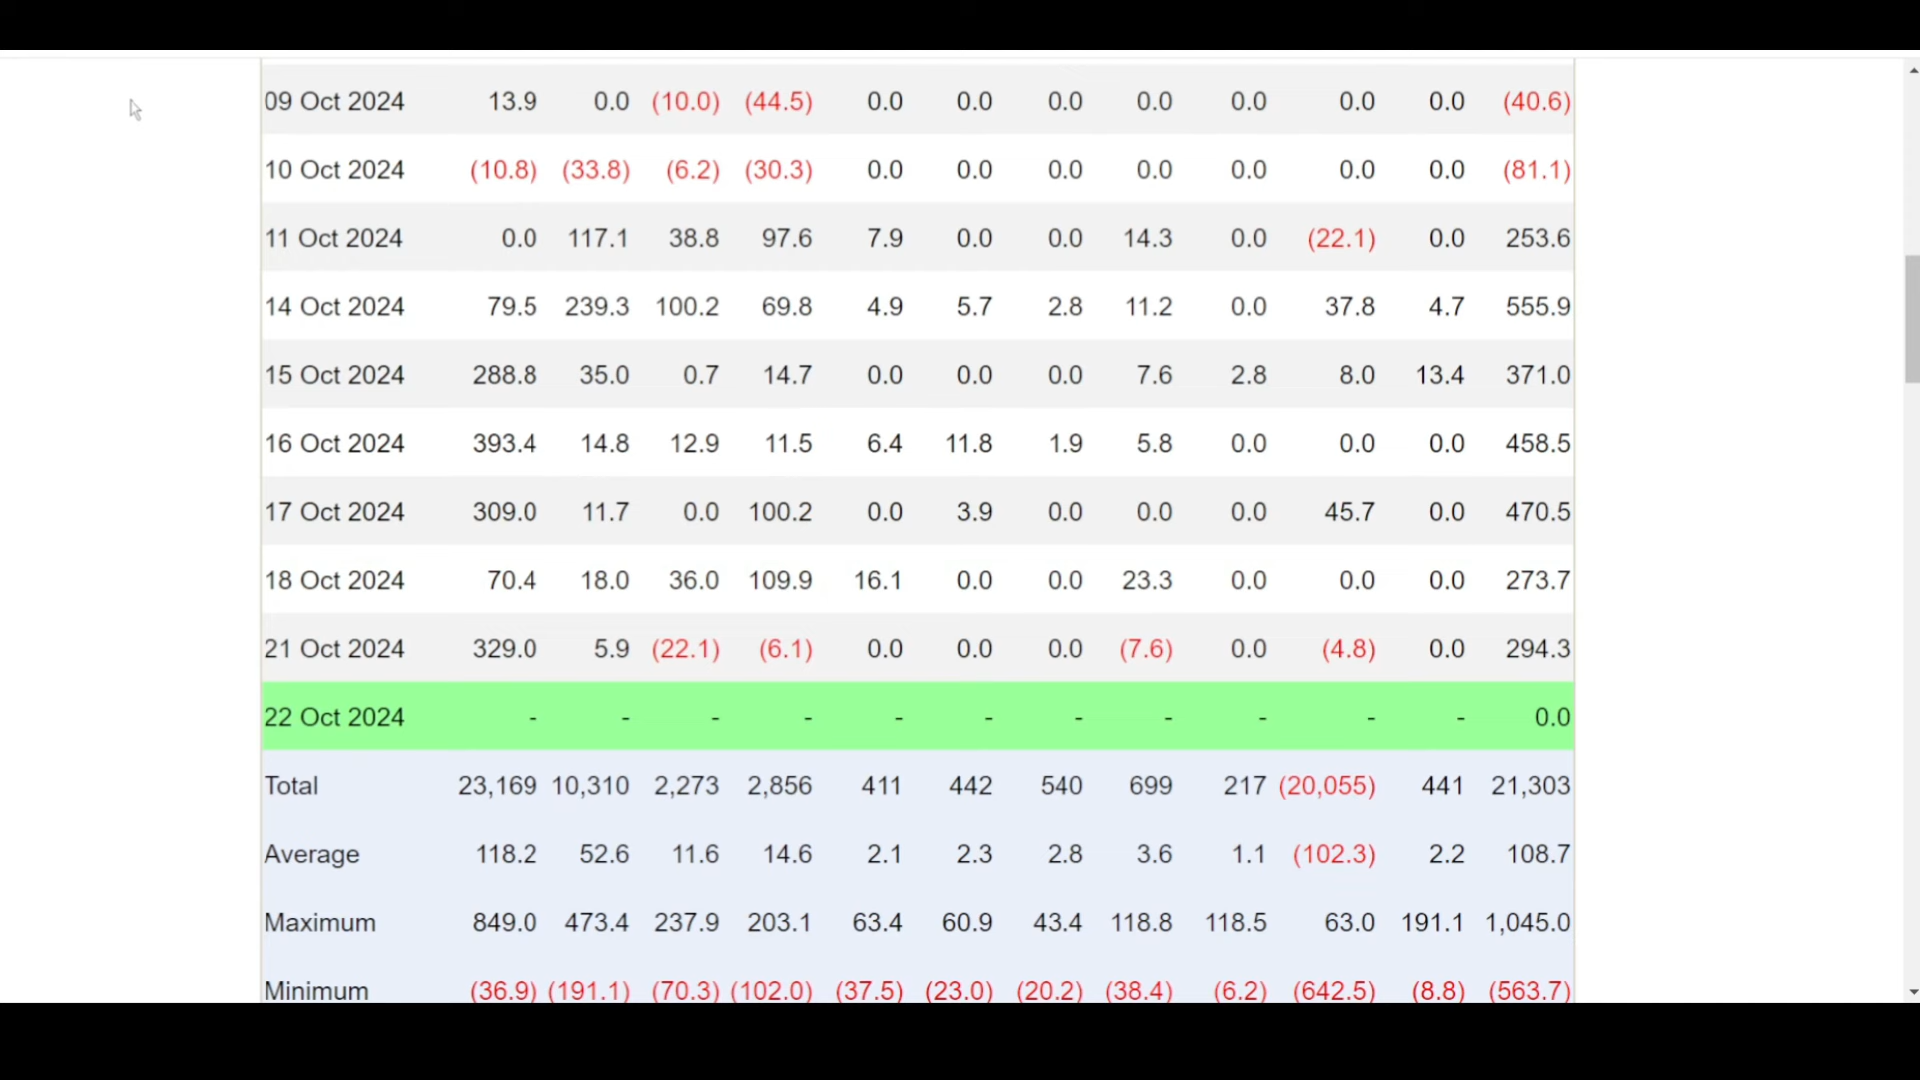 09 Oct 2024 13.9 0.0 (10.0) (44.5) 0.0 0.0 0.0 0.0 0.0 0.0 0.0 (40.6)
10 Oct 2024 (10.8) (33.8) (6.2) (30.3) 0.0 0.0 0.0 0.0 0.0 0.0 0.0 (81.1)
11 Oct 2024 0.0 117.1 38.8 97.6 7.9 0.0 0.0 14.3 0.0 (22.1) 0.0 253.6
14 Oct 2024 79.5 239.3 100.2 69.8 4.9 5.7 2.8 11.2 0.0 37.8 4.7 555.9
15 Oct 2024 288.8 35.0 0.7 14.7 0.0 0.0 0.0 7.6 2.8 8.0 13.4 371.0
16 Oct 2024 393.4 14.8 12.9 11.5 6.4 11.8 1.9 5.8 0.0 0.0 0.0 458.5
17 Oct 2024 309.0 11.7 0.0 100.2 0.0 3.9 0.0 0.0 0.0 45.7 0.0 470.5
18 Oct 2024 70.4 18.0 36.0 109.9 16.1 0.0 0.0 23.3 0.0 0.0 0.0 273.7
21 Oct 2024 329.0 5.9 (22.1) (6.1) 0.0 0.0 0.0 (7.6) 0.0 (4.8) 0.0 294.3
22 Oct 2024 - - - - - - - - - - - 0.0
Total 23,169 10,310 2,273 2,856 411 442 540 699 217 (20,055) 441 21,303
Average 118.2 52.6 11.6 14.6 2.1 2.3 2.8 3.6 1.1 (102.3) 2.2 108.7
Maximum 849.0 473.4 237.9 203.1 63.4 60.9 43.4 118.8 118.5 63.0 191.1 1,045.0
Minimum (36.9) (191.1) (70.3) (102.0) (37.5) (23.0) (20.2) (38.4) (6.2) (642.5) (8.8) (563.7)